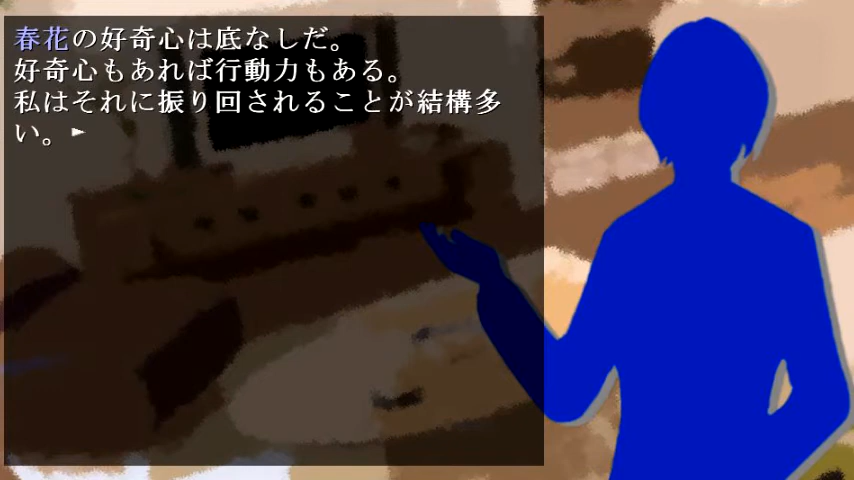 春花の好奇心は底なしだ。
好奇心もあれば行動力もある。
私はそれに振り回されることが結構多
い。